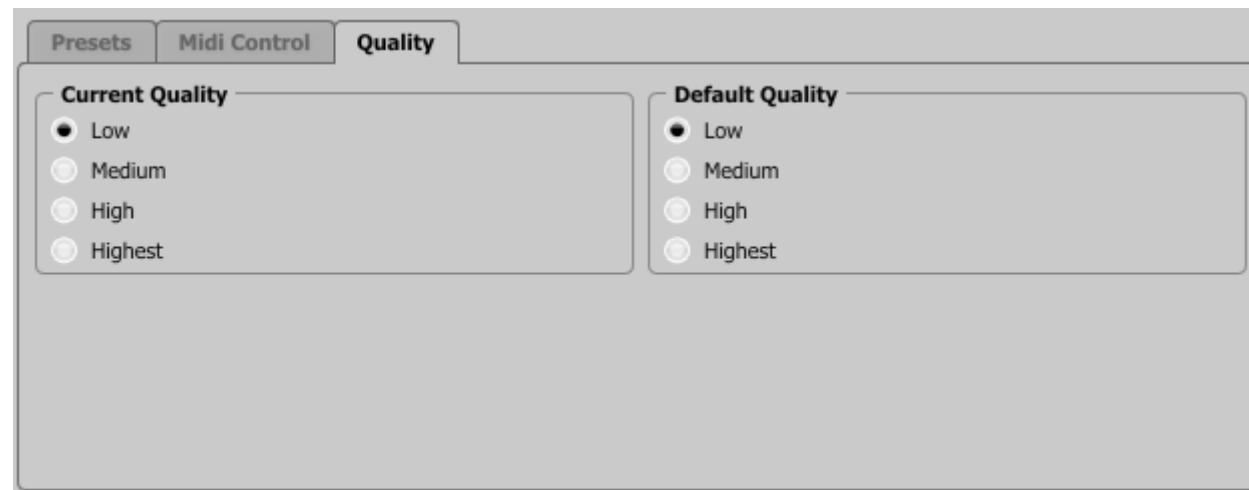 Presets Midi Control Quality
Current Quality
Low
Medium
High
Highest
Default Quality
Low
Medium
High
Highest